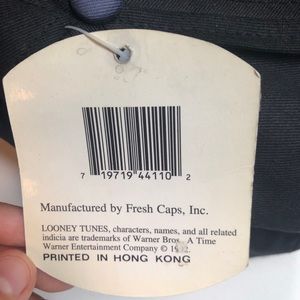 7 19719 44110 2
Manufactured by Fresh Caps, Inc.
LOONEY TUNES, characters, names, and all related
indicia are trademarks of Warner Bros. A Time
Warner Entertainment Company © 1992.
PRINTED IN HONG KONG